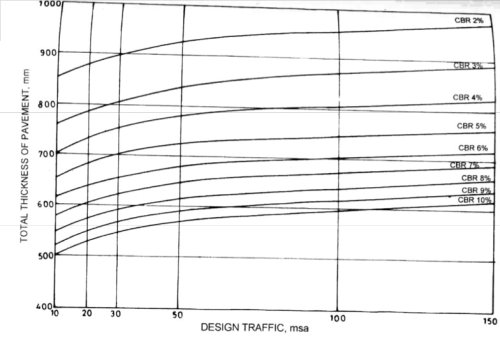 1000
900
800
700
600
500
400
TOTAL THICKNESS OF PAVEMENT, mm
CBR 2%
CBR 3%
CBR 4%
CBR 5%
CBR 6%
CBR 7%
CBR 8%
CBR 9%
CBR 10%
10 20 30 50 100 150
DESIGN TRAFFIC, msa